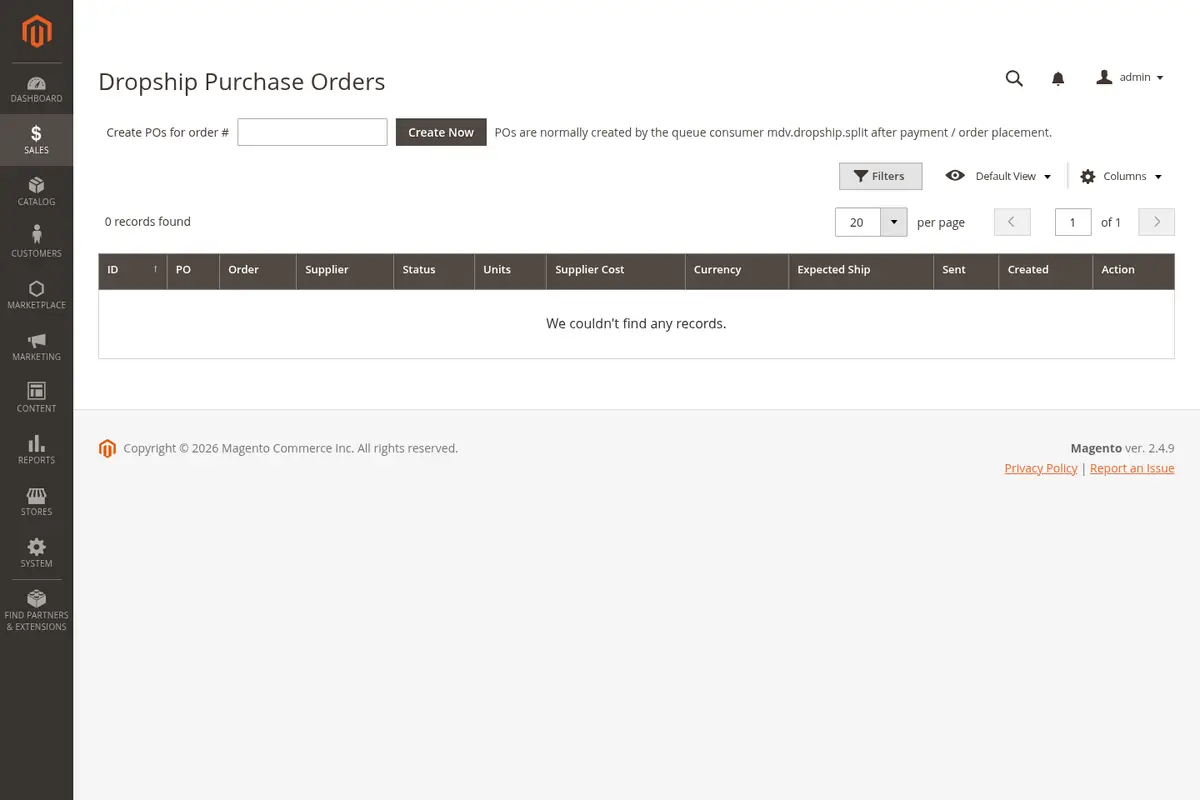 DASHBOARD
SALES
CATALOG
CUSTOMERS
MARKETPLACE
MARKETING
CONTENT
REPORTS
STORES
SYSTEM
FIND PARTNERS
& EXTENSIONS
Dropship Purchase Orders
admin
Create POs for order # Create Now POs are normally created by the queue consumer mdv.dropship.split after payment / order placement.
Filters Default View Columns
0 records found 20 per page 1 of 1
ID ↑ PO Order Supplier Status Units Supplier Cost Currency Expected Ship Sent Created Action
We couldn't find any records.
Copyright © 2026 Magento Commerce Inc. All rights reserved.
Magento ver. 2.4.9
Privacy Policy | Report an Issue